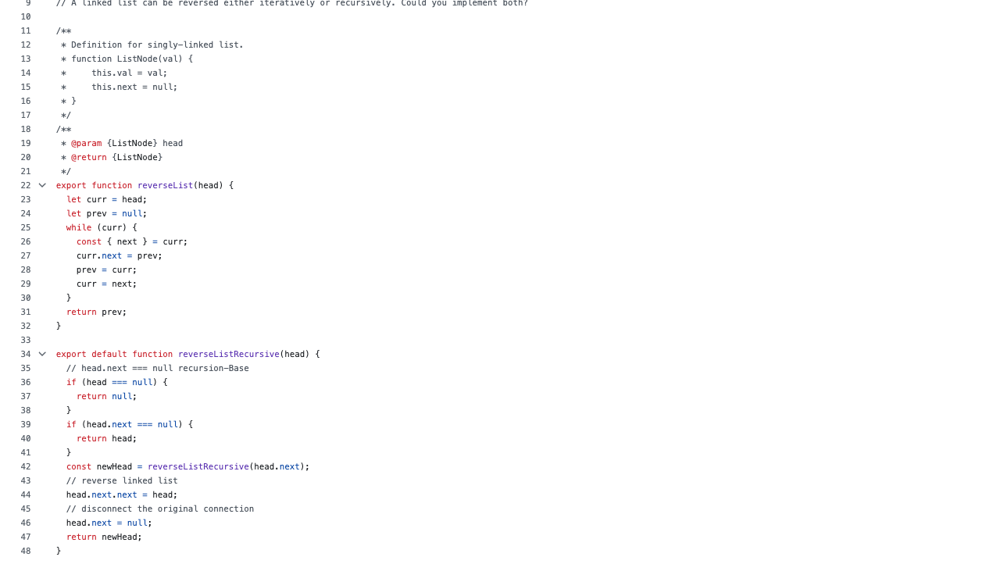 9 // A linked list can be reversed either iteratively or recursively. Could you implement both?
10
11 /**
12  * Definition for singly-linked list.
13  * function ListNode(val) {
14  *     this.val = val;
15  *     this.next = null;
16  * }
17  */
18 /**
19  * @param {ListNode} head
20  * @return {ListNode}
21  */
22 export function reverseList(head) {
23   let curr = head;
24   let prev = null;
25   while (curr) {
26     const { next } = curr;
27     curr.next = prev;
28     prev = curr;
29     curr = next;
30   }
31   return prev;
32 }
33
34 export default function reverseListRecursive(head) {
35   // head.next === null recursion-Base
36   if (head === null) {
37     return null;
38   }
39   if (head.next === null) {
40     return head;
41   }
42   const newHead = reverseListRecursive(head.next);
43   // reverse linked list
44   head.next.next = head;
45   // disconnect the original connection
46   head.next = null;
47   return newHead;
48 }